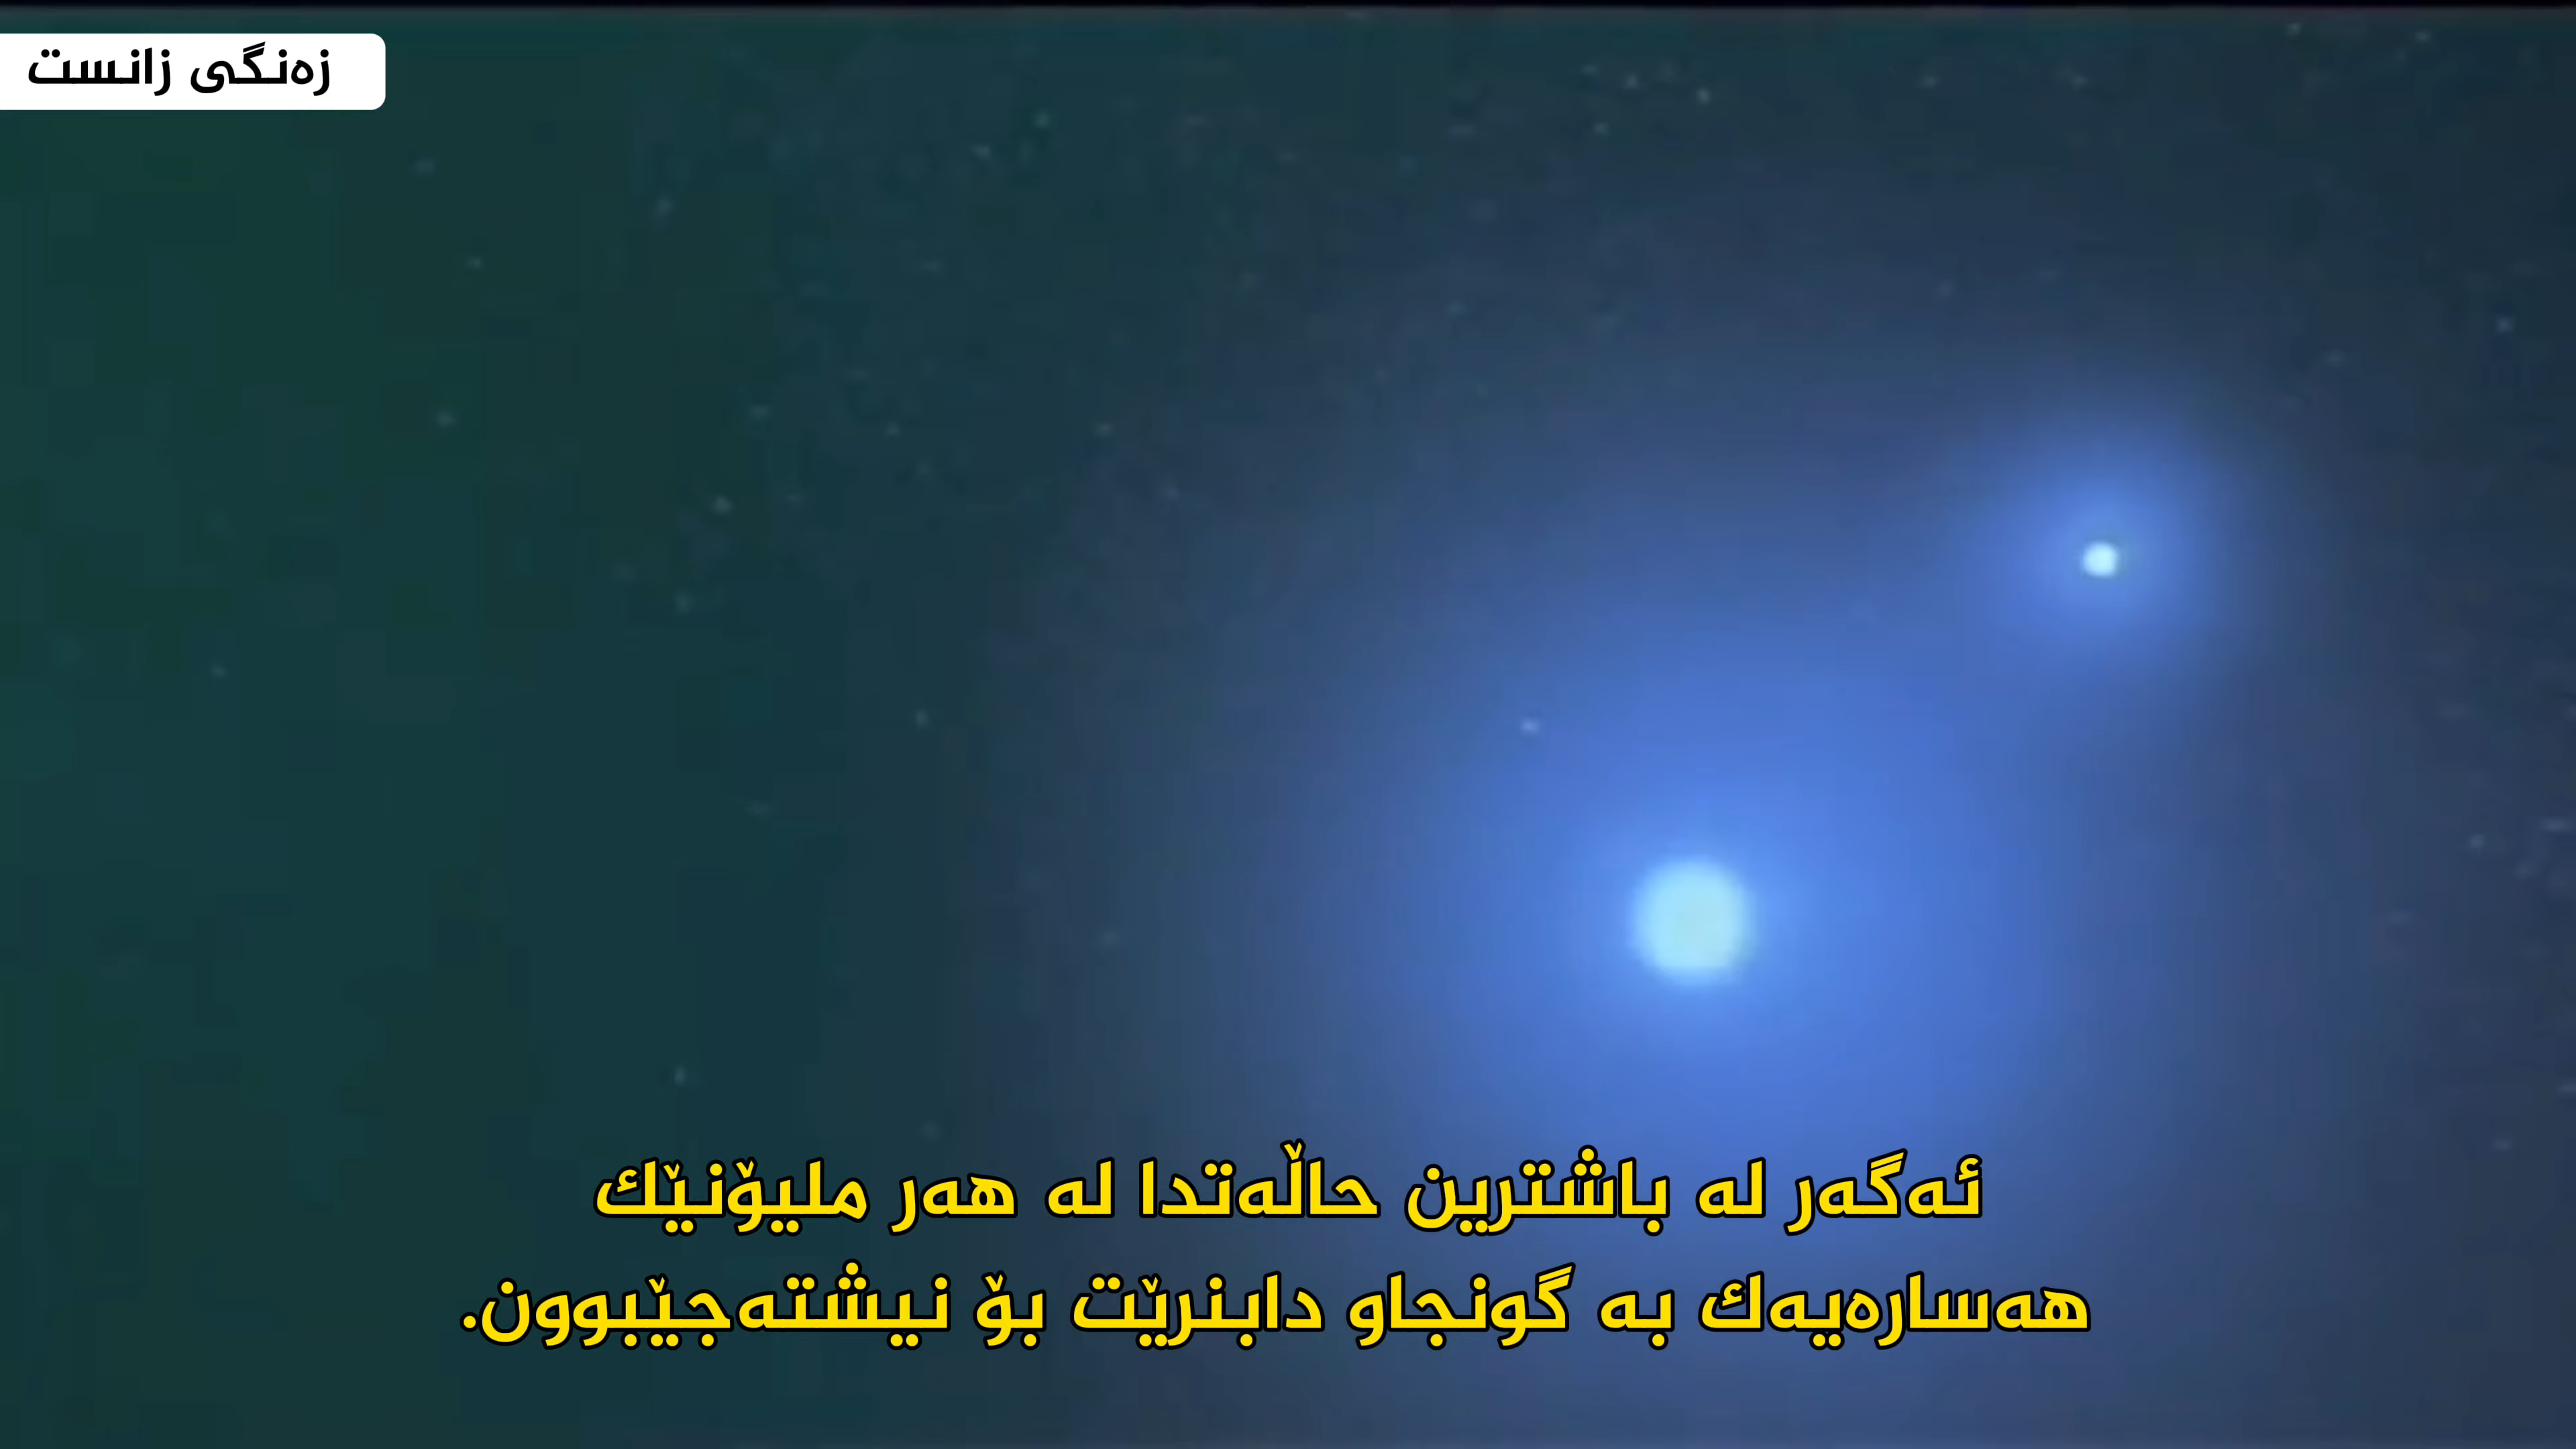 زەنگی زانست
ئەگەر لە باشترین حاڵەتدا لە هەر ملیۆنێك
هەسارەیەك بە گونجاو دابنرێت بۆ نیشتەجێبوون.